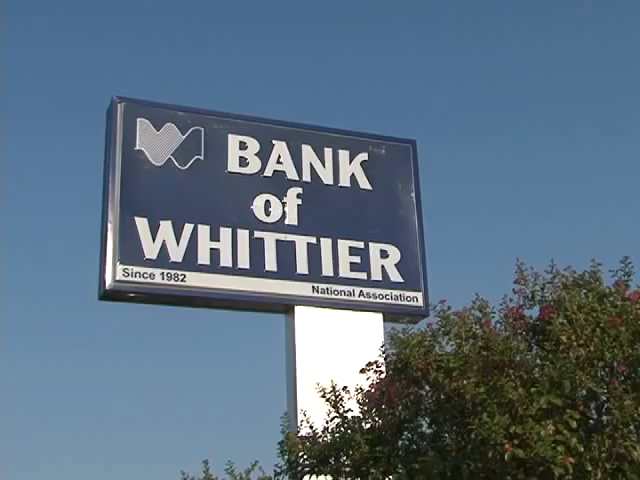 BANK
of
WHITTIER
Since 1982
National Association